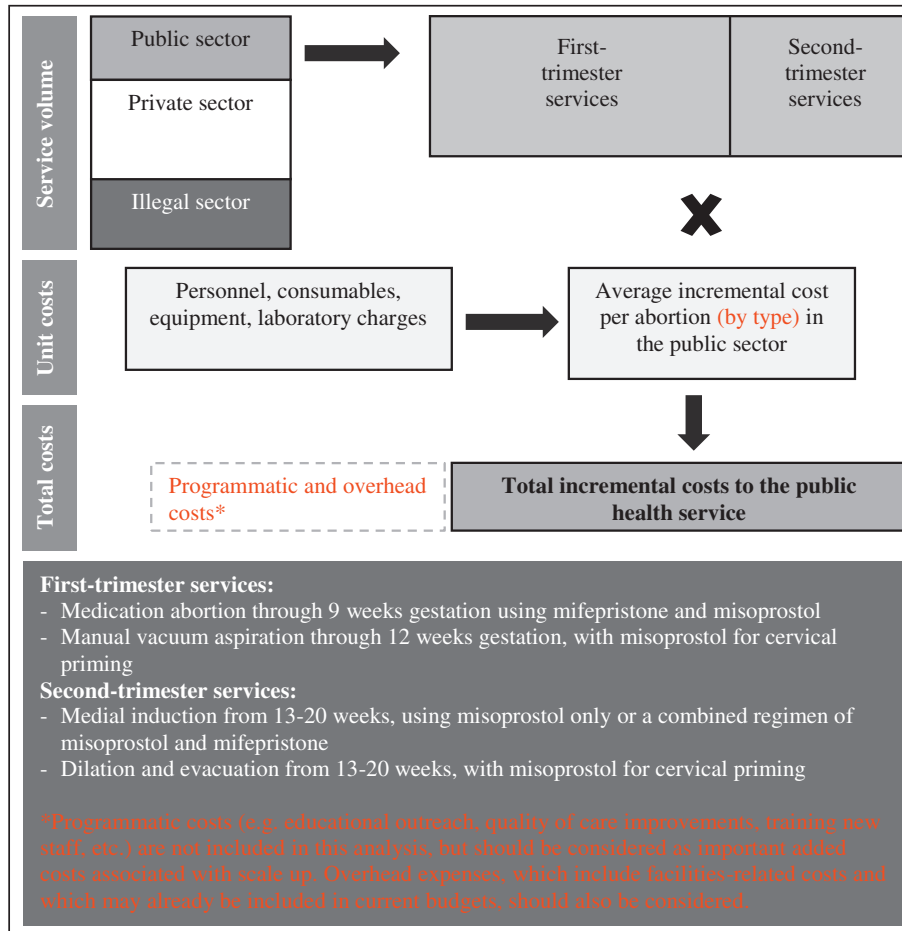 Service volume
Public sector
Private sector
Illegal sector
First-
trimester
services
Second-
trimester
services
Unit costs
Personnel, consumables,
equipment, laboratory charges
Average incremental cost
per abortion (by type) in
the public sector
Total costs
Programmatic and overhead
costs*
Total incremental costs to the public
health service
First-trimester services:
- Medication abortion through 9 weeks gestation using mifepristone and misoprostol
- Manual vacuum aspiration through 12 weeks gestation, with misoprostol for cervical
priming
Second-trimester services:
- Medial induction from 13-20 weeks, using misoprostol only or a combined regimen of
misoprostol and mifepristone
- Dilation and evacuation from 13-20 weeks, with misoprostol for cervical priming
*Programmatic costs (e.g. educational outreach, quality of care improvements, training new
staff, etc.) are not included in this analysis, but should be considered as important added
costs associated with scale up. Overhead expenses, which include facilities-related costs and
which may already be included in current budgets, should also be considered.